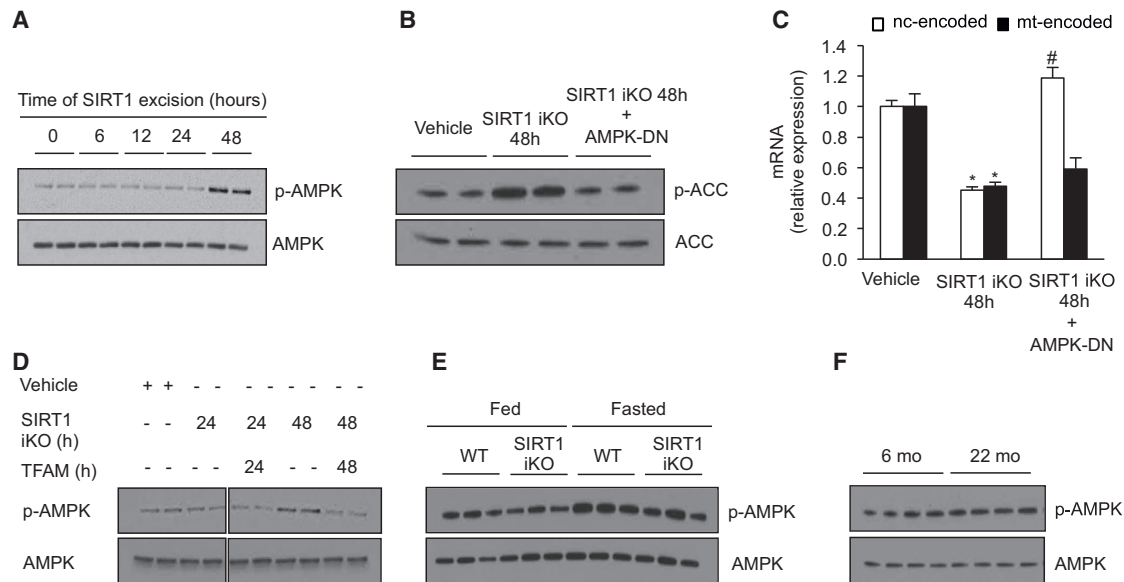 A
Time of SIRT1 excision (hours)
0 6 12 24 48
p-AMPK
AMPK
B
Vehicle
SIRT1 iKO
48h
SIRT1 iKO 48h
+
AMPK-DN
p-ACC
ACC
C
nc-encoded mt-encoded
mRNA
(relative expression)
1.4
1.2
1.0
0.8
0.6
0.4
0.2
0.0
* *
#
Vehicle
SIRT1 iKO
48h
SIRT1 iKO
48h
+
AMPK-DN
D
Vehicle + + - - - - - - - -
SIRT1
iKO (h)
- - 24 24 48 48
TFAM (h) - - - - 24 - - 48
p-AMPK
AMPK
E
Fed Fasted
WT SIRT1
iKO
WT SIRT1
iKO
p-AMPK
AMPK
F
6 mo 22 mo
p-AMPK
AMPK